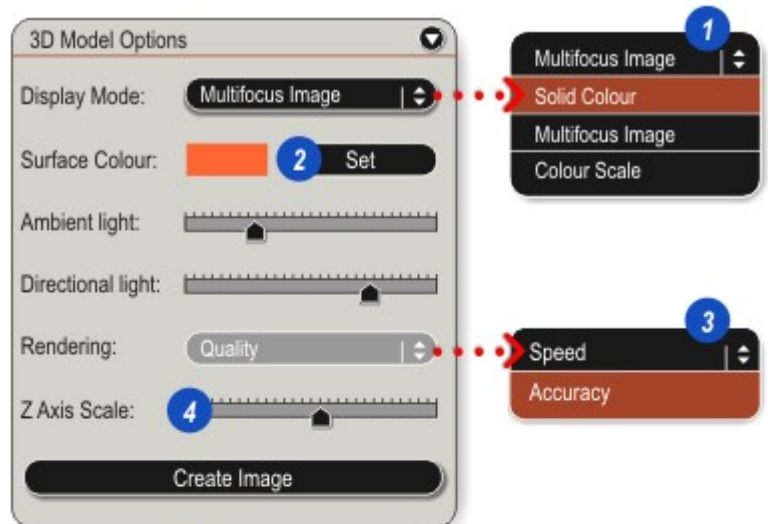 3D Model Options
Display Mode: Multifocus Image
Surface Colour: 2 Set
Ambient light:
Directional light:
Rendering: Quality
Z Axis Scale: 4
Create Image
1
Multifocus Image
Solid Colour
Multifocus Image
Colour Scale
3
Speed
Accuracy